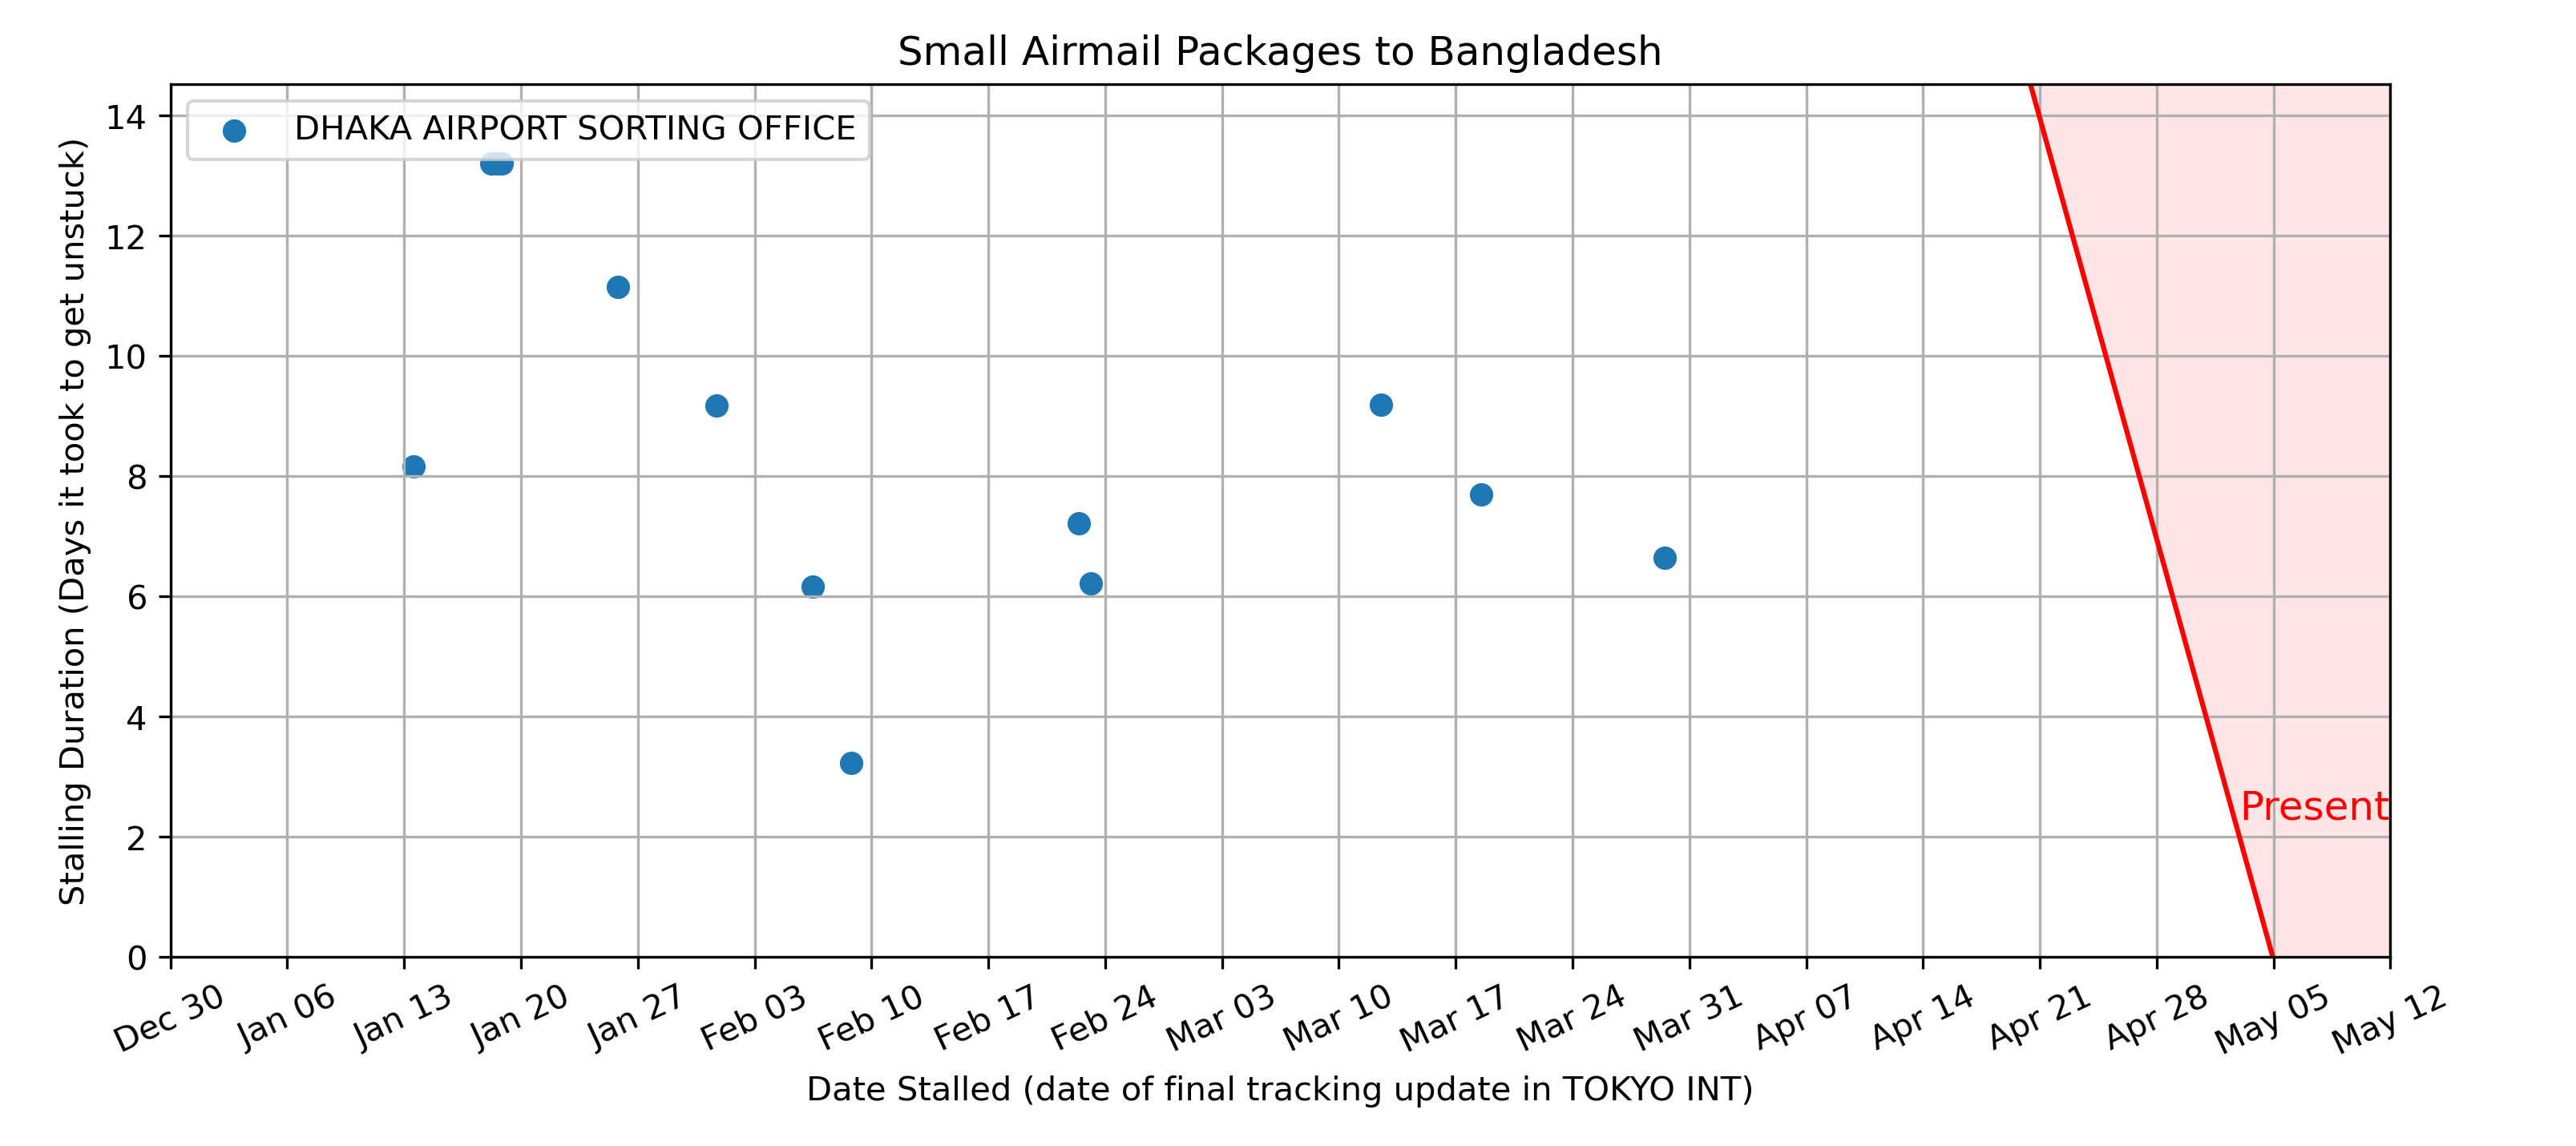 Small Airmail Packages to Bangladesh
DHAKA AIRPORT SORTING OFFICE
Stalling Duration (Days it took to get unstuck)
14
12
10
8
6
4
2
0
Present
Dec 30
Jan 06
Jan 13
Jan 20
Jan 27
Feb 03
Feb 10
Feb 17
Feb 24
Mar 03
Mar 10
Mar 17
Mar 24
Mar 31
Apr 07
Apr 14
Apr 21
Apr 28
May 05
May 12
Date Stalled (date of final tracking update in TOKYO INT)